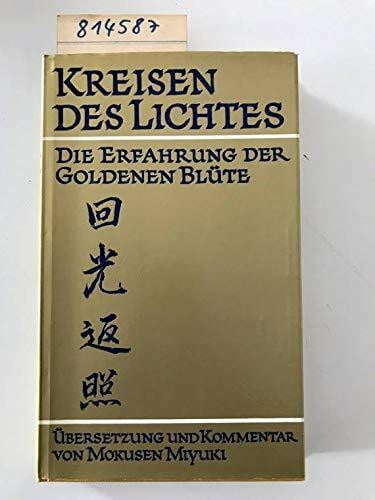 814587
KREISEN
DES LICHTES
DIE ERFAHRUNG DER
GOLDENEN BLÜTE
回光返照
ÜBERSETZUNG UND KOMMENTAR
VON MOKUSEN MIYUKI